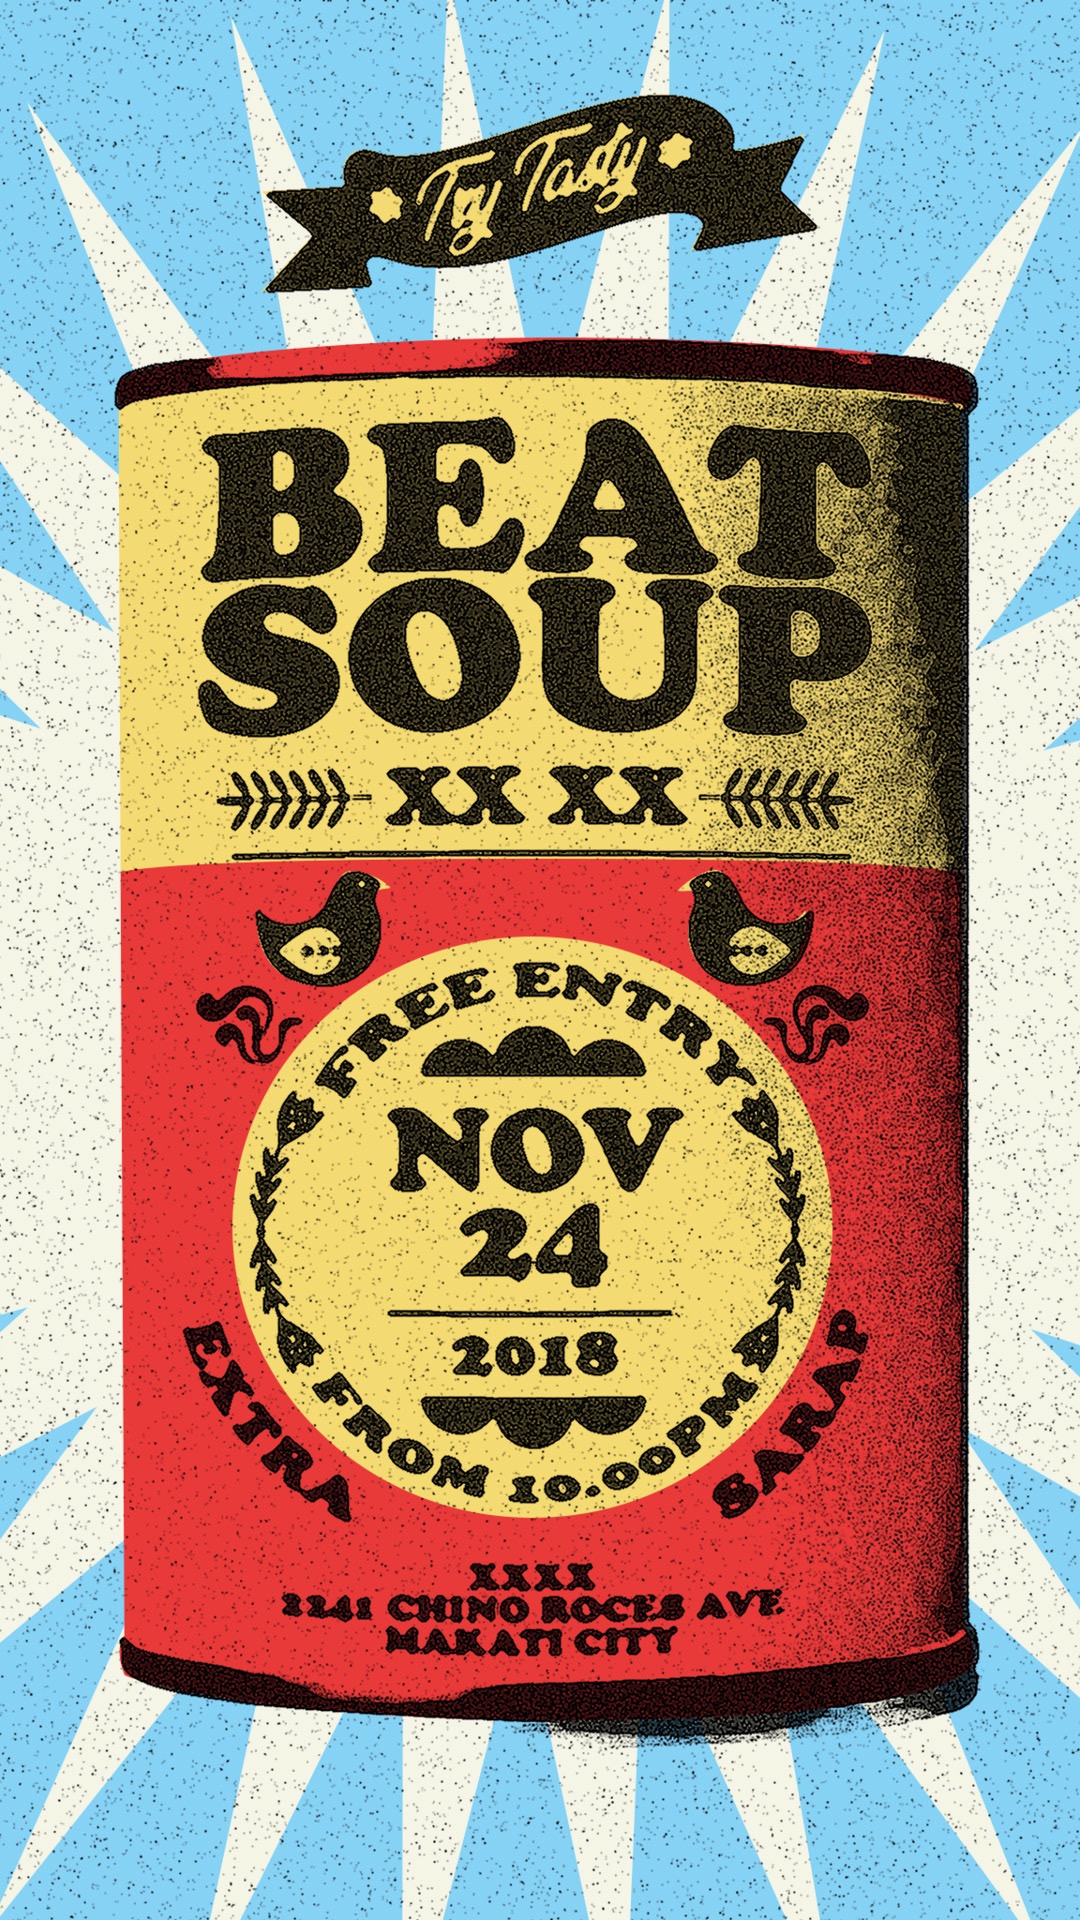 Try Tasty
BEAT
SOUP
XX XX
FREE ENTRY
NOV
24
2018
FROM 10.00PM
EXTRA SARAP
XXXX
2241 CHINO ROCES AVE.
MAKATI CITY